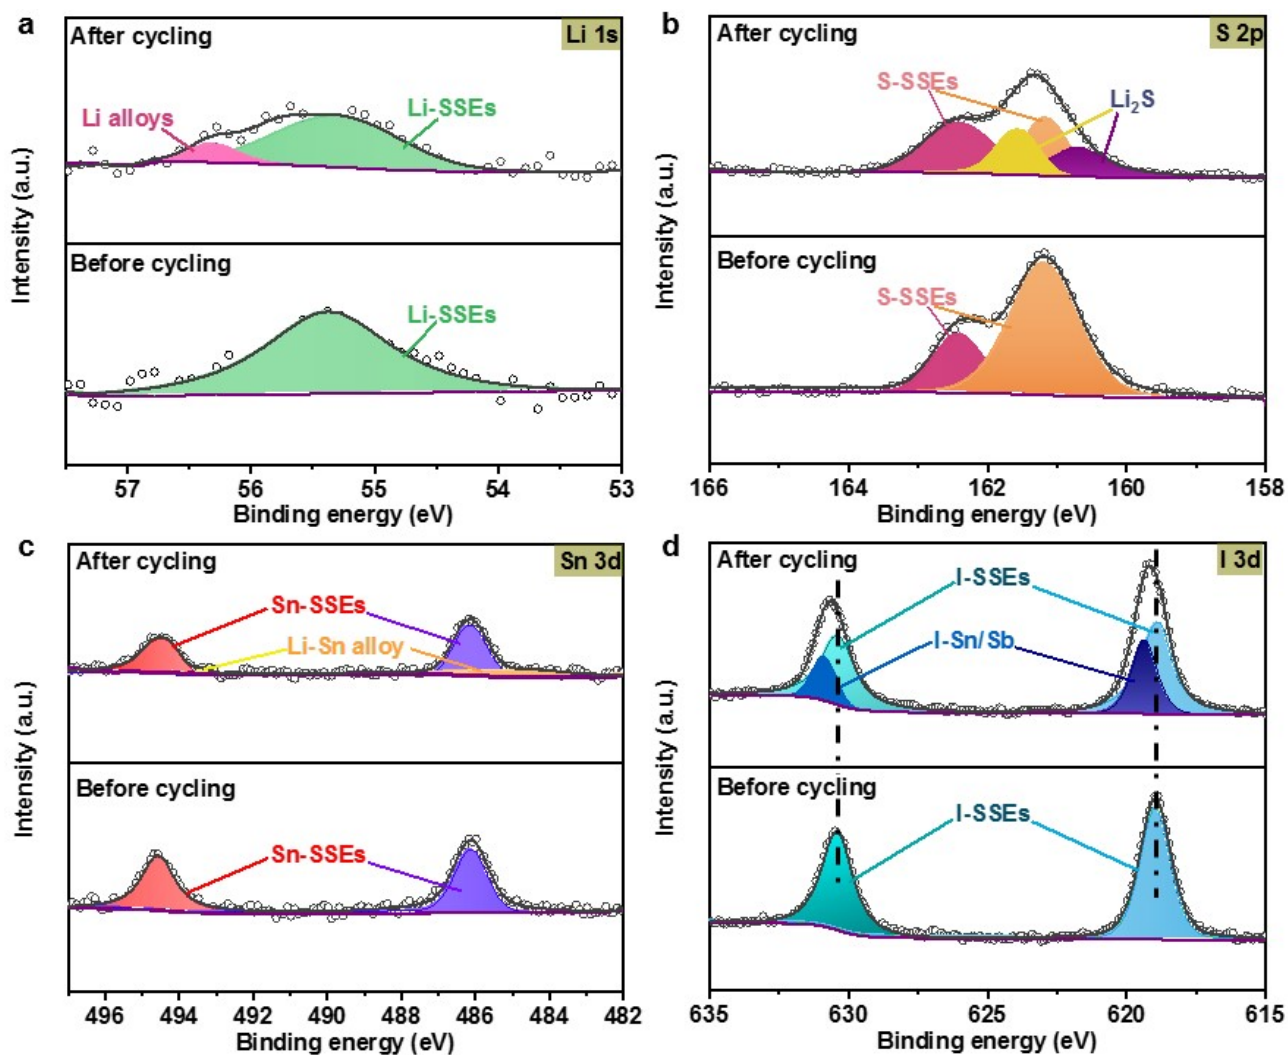 a
After cycling
Li 1s
Li alloys
Li-SSEs
Before cycling
Li-SSEs
Intensity (a.u.)
57 56 55 54 53
Binding energy (eV)
b
After cycling
S 2p
S-SSEs
Li₂S
Before cycling
S-SSEs
Intensity (a.u.)
166 164 162 160 158
Binding energy (eV)
c
After cycling
Sn 3d
Sn-SSEs
Li-Sn alloy
Before cycling
Sn-SSEs
Intensity (a.u.)
496 494 492 490 488 486 484 482
Binding energy (eV)
d
After cycling
I 3d
I-SSEs
I-Sn/Sb
Before cycling
I-SSEs
Intensity (a.u.)
635 630 625 620 615
Binding energy (eV)